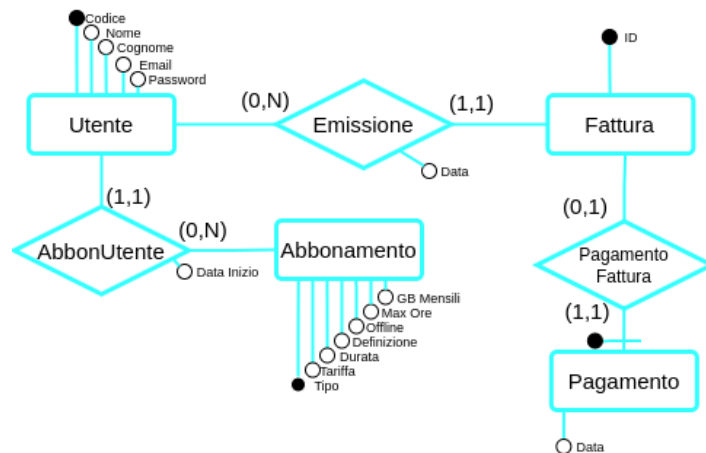 Codice
Nome
Cognome
Email
Password
ID
Utente
(0,N)
Emissione
(1,1)
Fattura
Data
(1,1)
(0,N)
(0,1)
AbbonUtente
Data Inizio
Abbonamento
Pagamento
Fattura
GB Mensili
Max Ore
Offline
Definizione
Durata
Tariffa
Tipo
(1,1)
Pagamento
Data